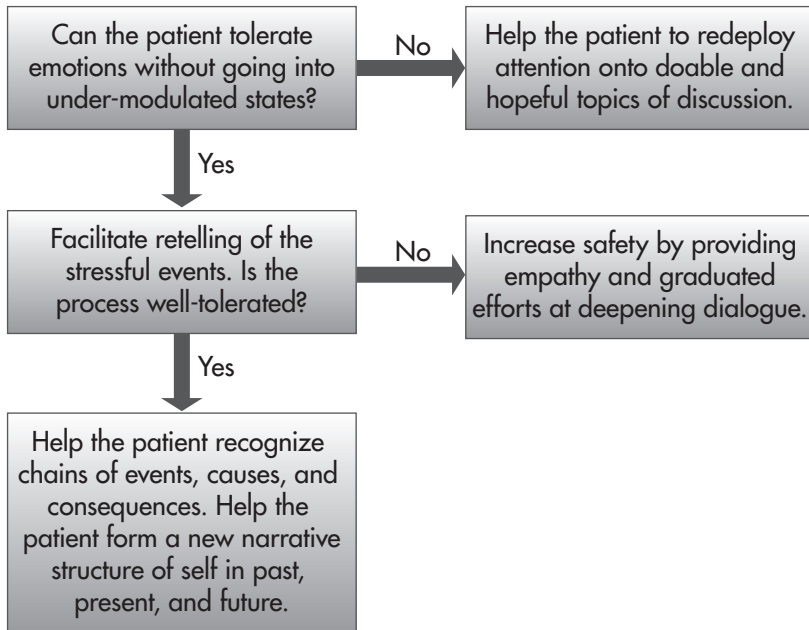 Can the patient tolerate
emotions without going into
under-modulated states?
No
Help the patient to redeploy
attention onto doable and
hopeful topics of discussion.
Yes
Facilitate retelling of the
stressful events. Is the
process well-tolerated?
No
Increase safety by providing
empathy and graduated
efforts at deepening dialogue.
Yes
Help the patient recognize
chains of events, causes, and
consequences. Help the
patient form a new narrative
structure of self in past,
present, and future.